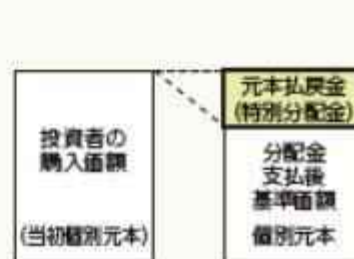 投資者の
購入価額
(当初個別元本)
元本払戻金
(特別分配金)
分配金
支払後
基準価額
個別元本